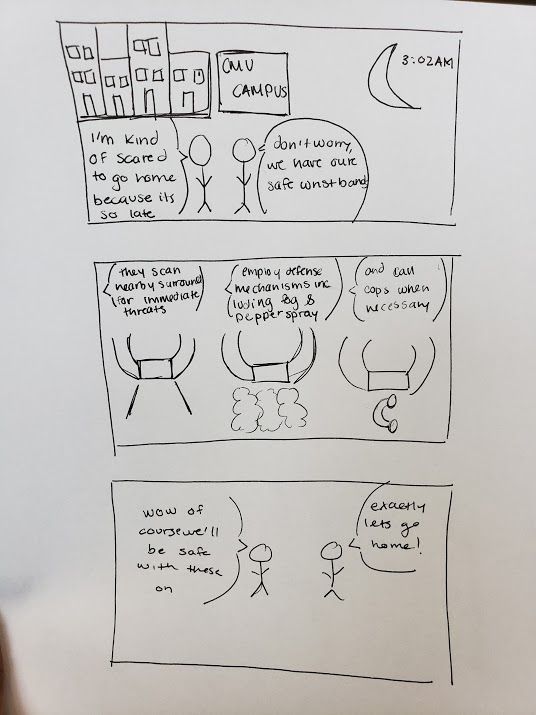 CMU
CAMPUS
3:02AM
I'm kind
of scared
to go home
because its
so late
don't worry,
we have our
safe wristband
they scan
nearby surround
for immediate
threats
employ defense
mechanisms inc
luding fog &
pepper spray
and call
cops when
necessary
wow of
course we'll
be safe
with these
on
exactly
lets go
home!